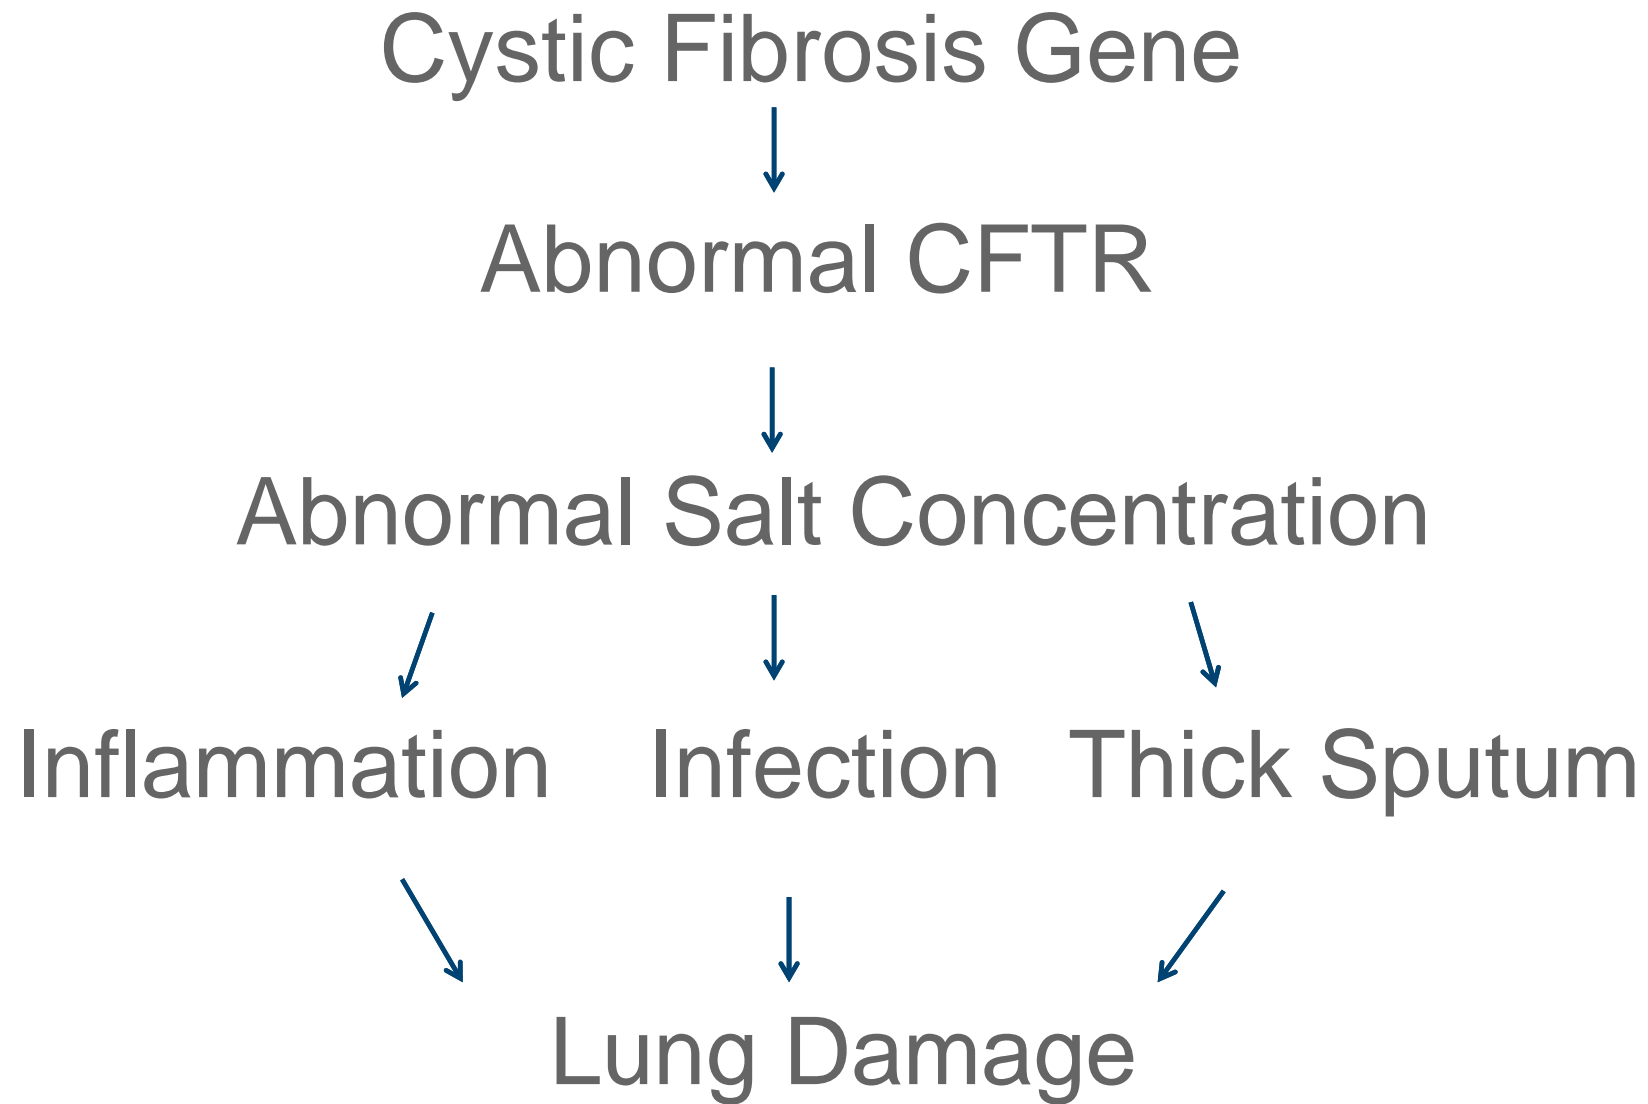 Cystic Fibrosis Gene
Abnormal CFTR
Abnormal Salt Concentration
Inflammation Infection Thick Sputum
Lung Damage